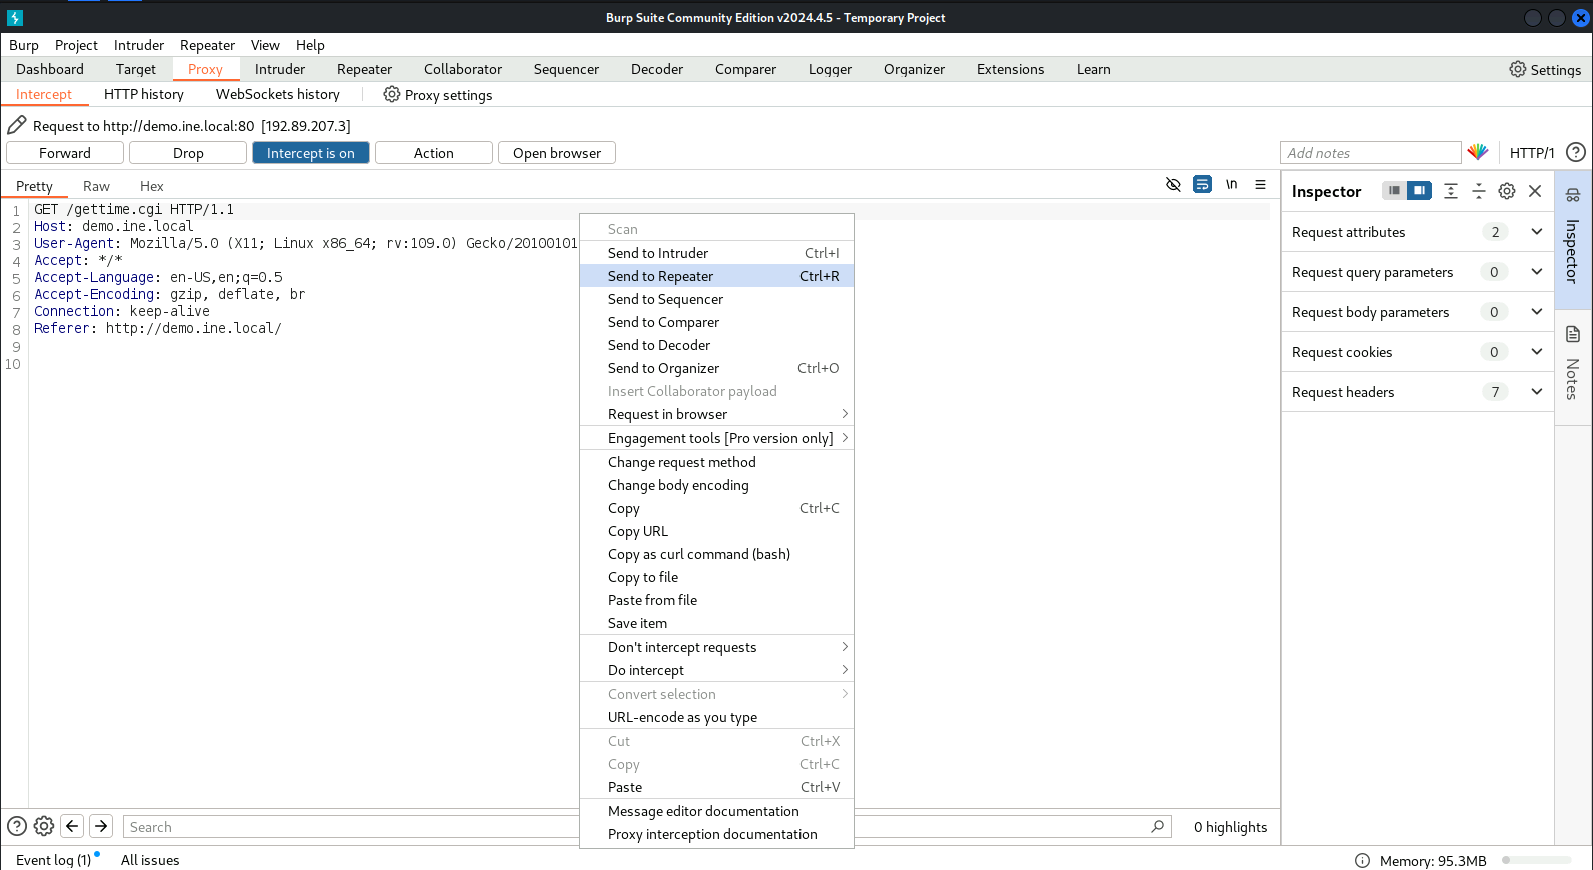 Burp Suite Community Edition v2024.4.5 - Temporary Project
Burp Project Intruder Repeater View Help
Dashboard Target Proxy Intruder Repeater Collaborator Sequencer Decoder Comparer Logger Organizer Extensions Learn Settings
Intercept HTTP history WebSockets history Proxy settings
Request to http://demo.ine.local:80 [192.89.207.3]
Forward Drop Intercept is on Action Open browser Add notes HTTP/1
Pretty Raw Hex \n
1 GET /gettime.cgi HTTP/1.1
2 Host: demo.ine.local
3 User-Agent: Mozilla/5.0 (X11; Linux x86_64; rv:109.0) Gecko/20100101
4 Accept: */*
5 Accept-Language: en-US,en;q=0.5
6 Accept-Encoding: gzip, deflate, br
7 Connection: keep-alive
8 Referer: http://demo.ine.local/
9
10
Scan
Send to Intruder Ctrl+I
Send to Repeater Ctrl+R
Send to Sequencer
Send to Comparer
Send to Decoder
Send to Organizer Ctrl+O
Insert Collaborator payload
Request in browser
Engagement tools [Pro version only]
Change request method
Change body encoding
Copy Ctrl+C
Copy URL
Copy as curl command (bash)
Copy to file
Paste from file
Save item
Don't intercept requests
Do intercept
Convert selection
URL-encode as you type
Cut Ctrl+X
Copy Ctrl+C
Paste Ctrl+V
Message editor documentation
Proxy interception documentation
Inspector
Request attributes 2
Request query parameters 0
Request body parameters 0
Request cookies 0
Request headers 7
Inspector
Notes
Search 0 highlights
Event log (1) All issues Memory: 95.3MB